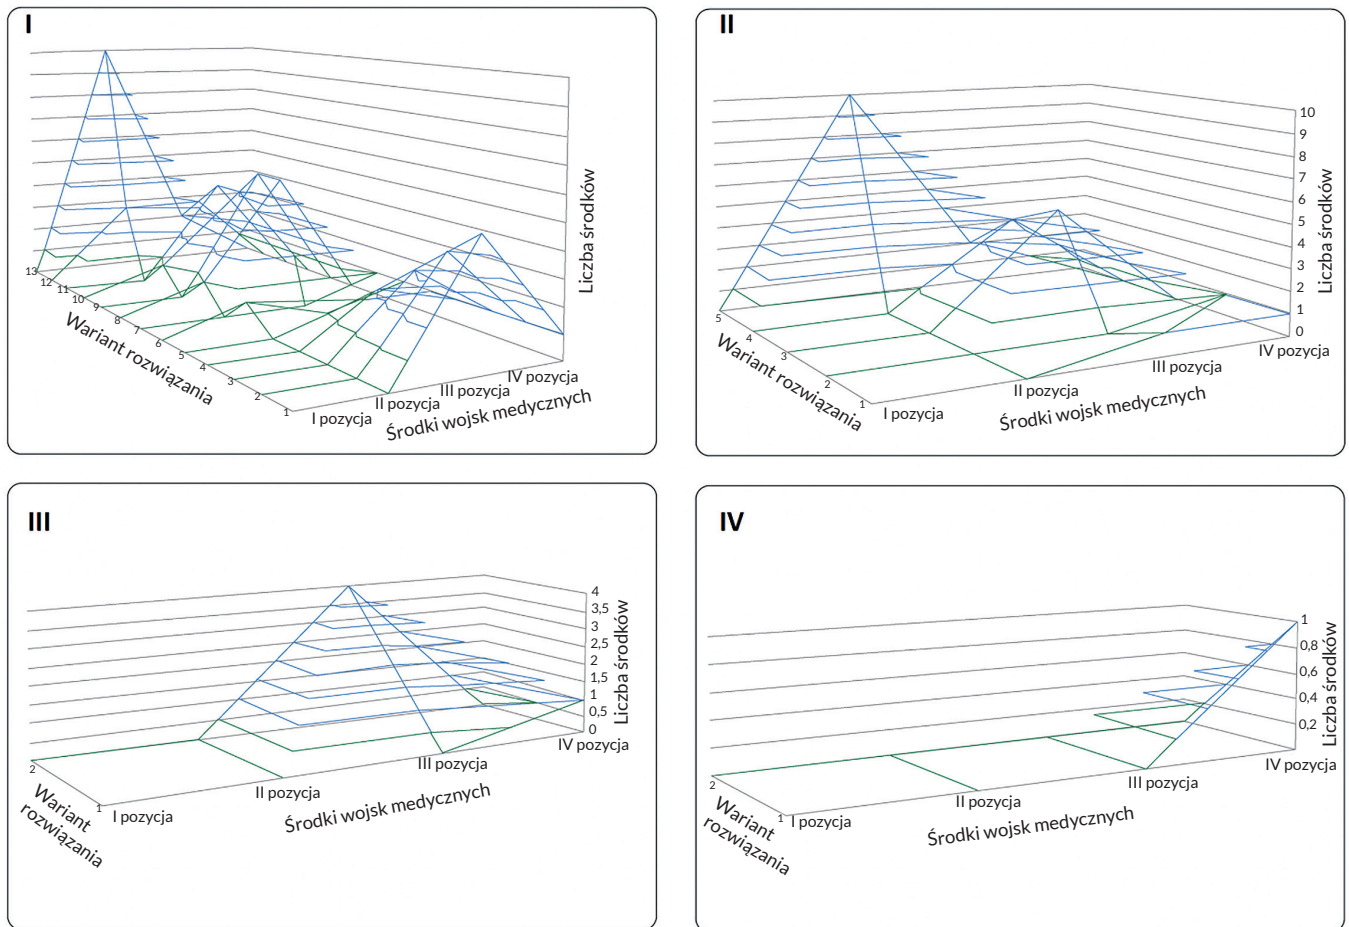 I
13
12
11
10
9
8
7
6
5
4
3
2
1
Wariant rozwiązania
I pozycja
II pozycja
III pozycja
IV pozycja
Środki wojsk medycznych
Liczba środków
II
10
9
8
7
6
5
4
3
2
1
0
Liczba środków
5
4
3
2
1
Wariant rozwiązania
I pozycja
II pozycja
III pozycja
IV pozycja
Środki wojsk medycznych
III
4
3,5
3
2,5
2
1,5
1
0,5
0
Liczba środków
2
1
Wariant
rozwiązania
I pozycja
II pozycja
III pozycja
IV pozycja
Środki wojsk medycznych
IV
1
0,8
0,6
0,4
0,2
Liczba środków
2
1
Wariant
rozwiązania
I pozycja
II pozycja
III pozycja
IV pozycja
Środki wojsk medycznych